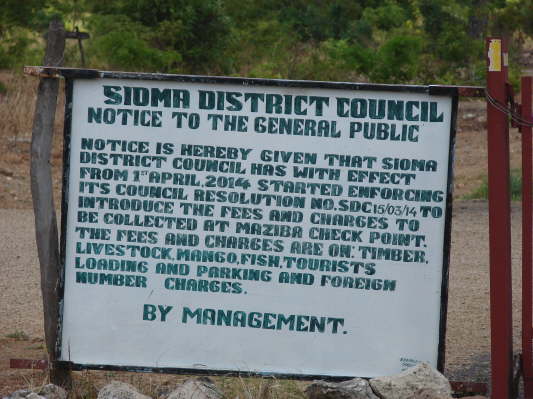 SIOMA DISTRICT COUNCIL
NOTICE TO THE GENERAL PUBLIC
NOTICE IS HEREBY GIVEN THAT SIOMA
DISTRICT COUNCIL HAS WITH EFFECT
FROM 1ST APRIL, 2014 STARTED ENFORCING
ITS COUNCIL RESOLUTION NO. SDC 15/03/14 TO
INTRODUCE THE FEES AND CHARGES TO
BE COLLECTED AT MAZIBA CHECK POINT.
THE FEES AND CHARGES ARE ON: TIMBER,
LIVESTOCK, MANGO, FISH, TOURISTS
LOADING AND PARKING AND FOREIGN
NUMBER CHARGES.
BY MANAGEMENT.